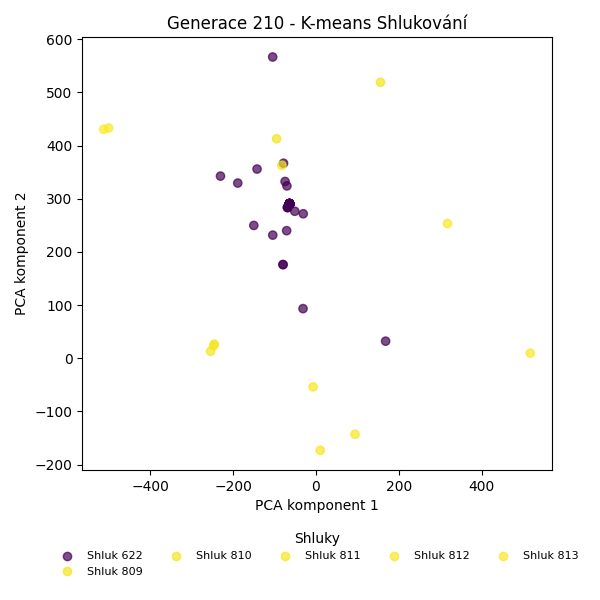 Generace 210 - K-means Shlukování
600
500
400
300
200
100
0
−100
−200
PCA komponent 2
−400
−200
0
200
400
PCA komponent 1
Shluky
Shluk 622
Shluk 810
Shluk 811
Shluk 812
Shluk 813
Shluk 809